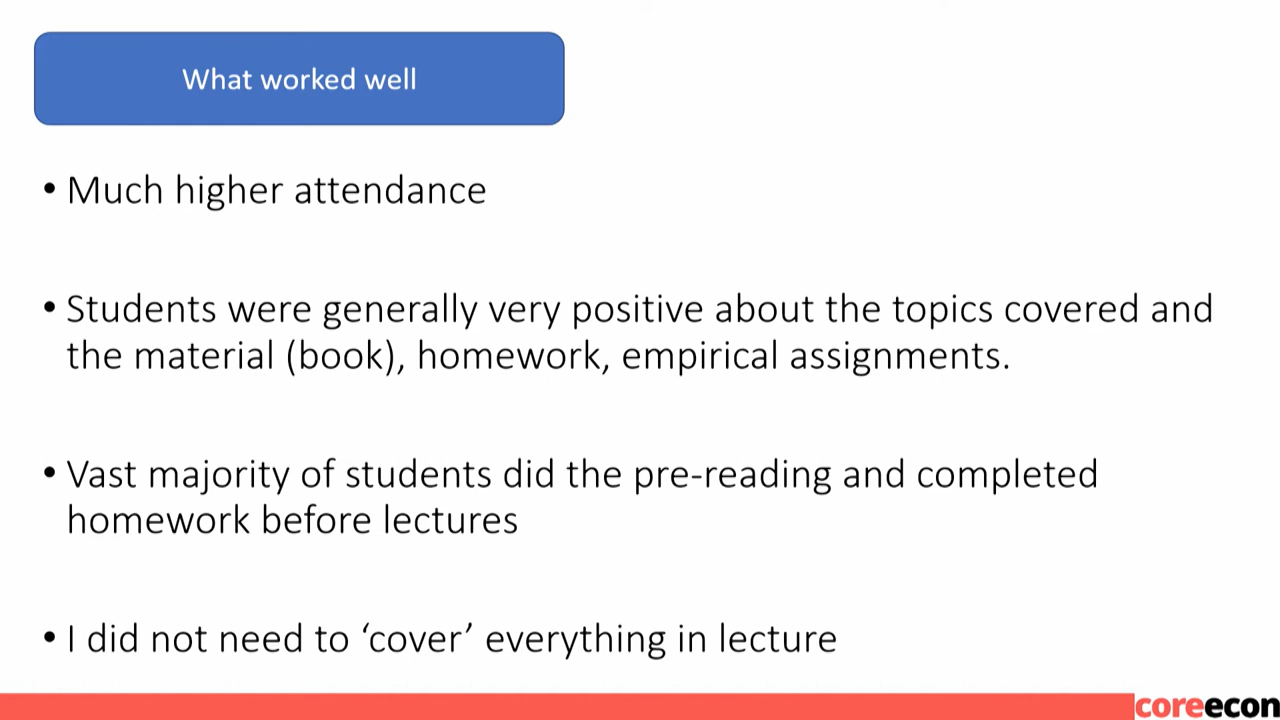 What worked well
• Much higher attendance
• Students were generally very positive about the topics covered and
the material (book), homework, empirical assignments.
• Vast majority of students did the pre-reading and completed
homework before lectures
• I did not need to ‘cover’ everything in lecture
coreecon